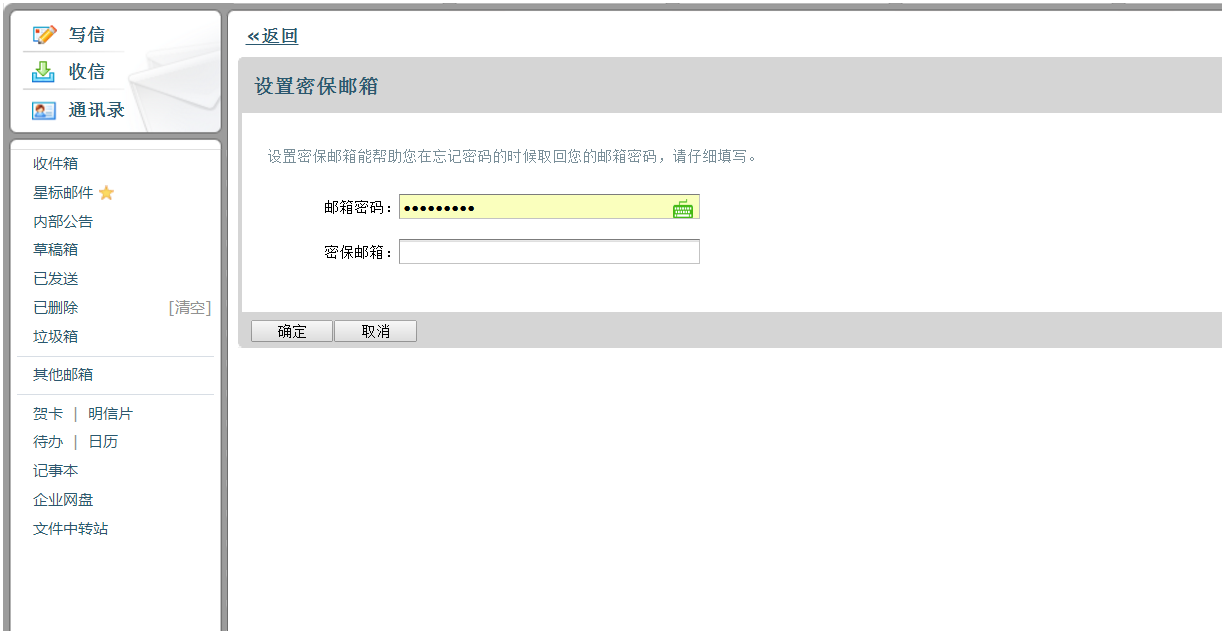 写信
收信
通讯录
收件箱
星标邮件
内部公告
草稿箱
已发送
已删除 [清空]
垃圾箱
其他邮箱
贺卡 | 明信片
待办 | 日历
记事本
企业网盘
文件中转站
«返回
设置密保邮箱
设置密保邮箱能帮助您在忘记密码的时候取回您的邮箱密码，请仔细填写。
邮箱密码： •••••••••
密保邮箱：
确定 取消